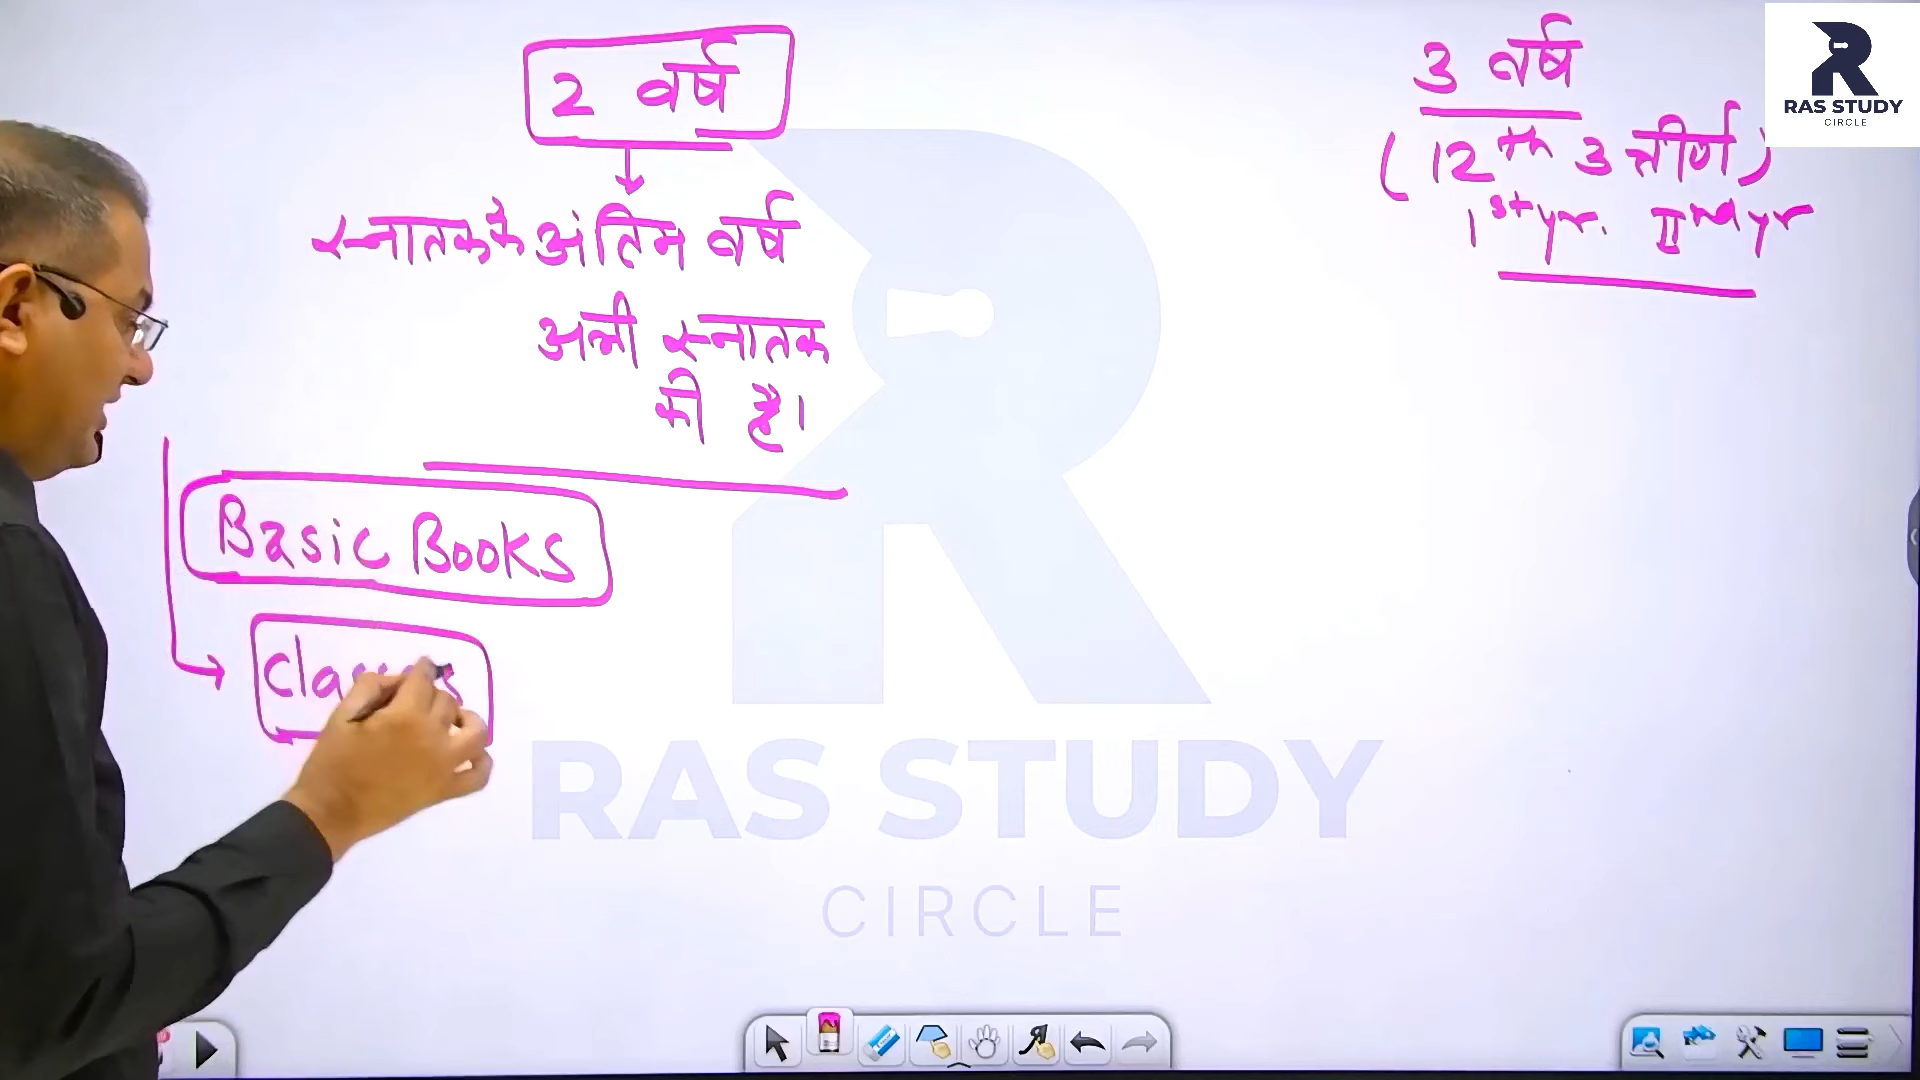 2 वर्ष
स्नातक के अंतिम वर्ष
अभी स्नातक
की है।
Basic Books
Classes
3 वर्ष
(12th उत्तीर्ण)
1st yr. IInd yr
RAS STUDY
CIRCLE
RAS STUDY
CIRCLE